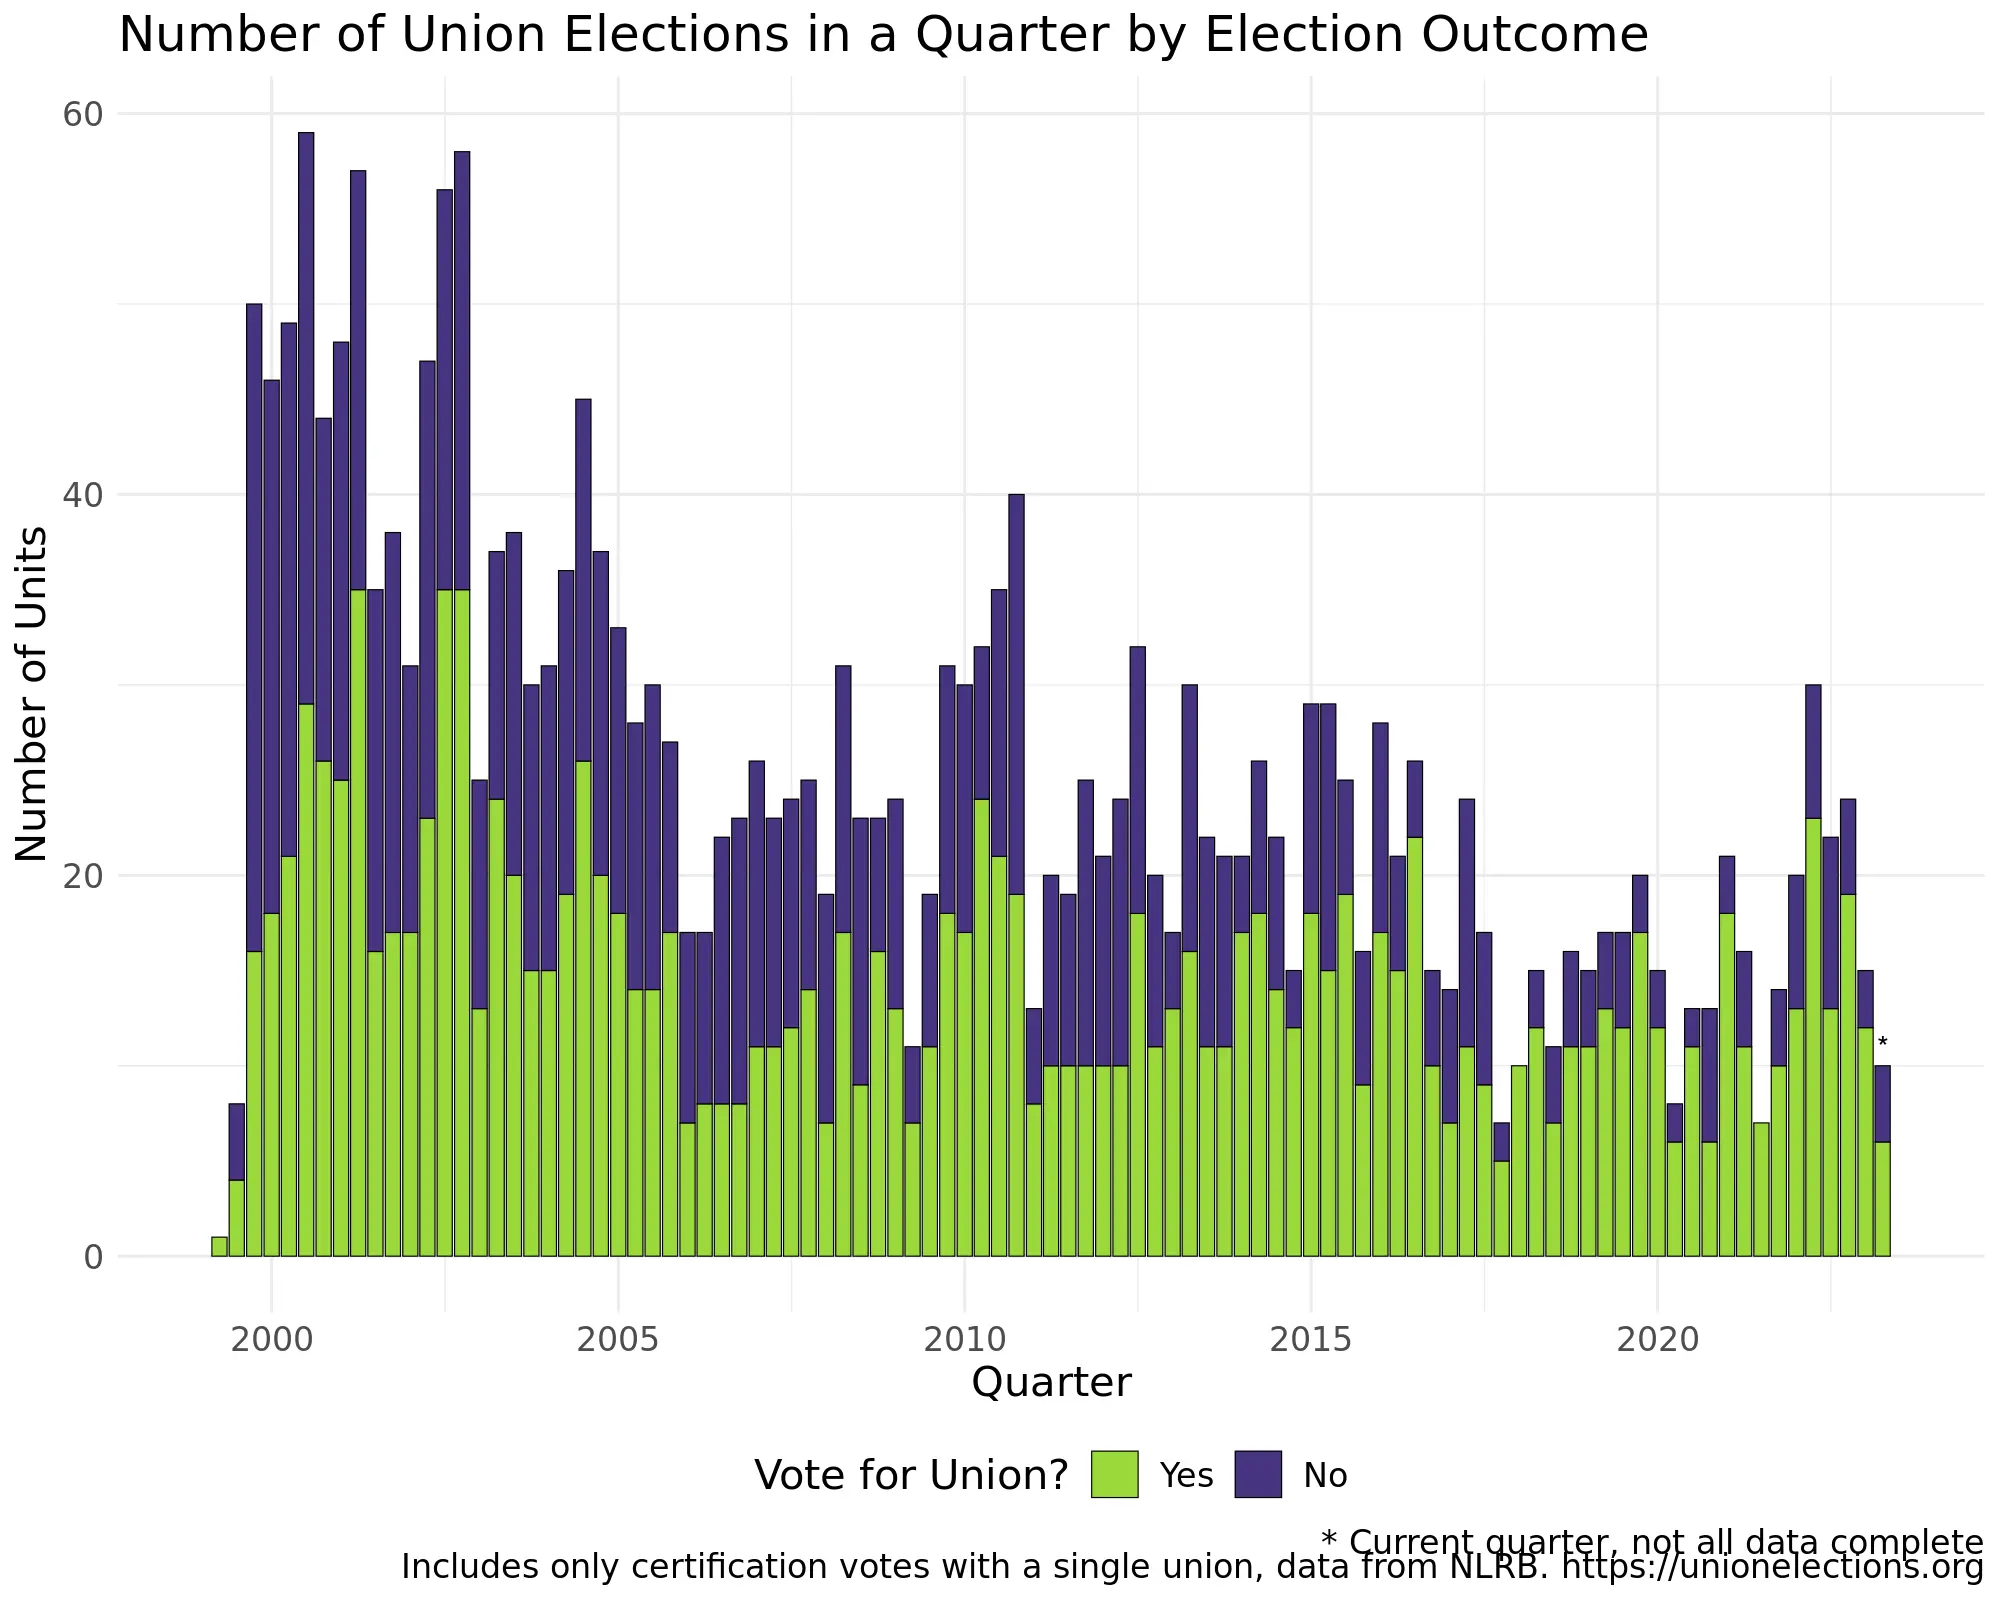 Number of Union Elections in a Quarter by Election Outcome
60
40
20
0
Number of Units
*
2000 2005 2010 2015 2020
Quarter
Vote for Union? Yes No
* Current quarter, not all data complete
Includes only certification votes with a single union, data from NLRB. https://unionelections.org